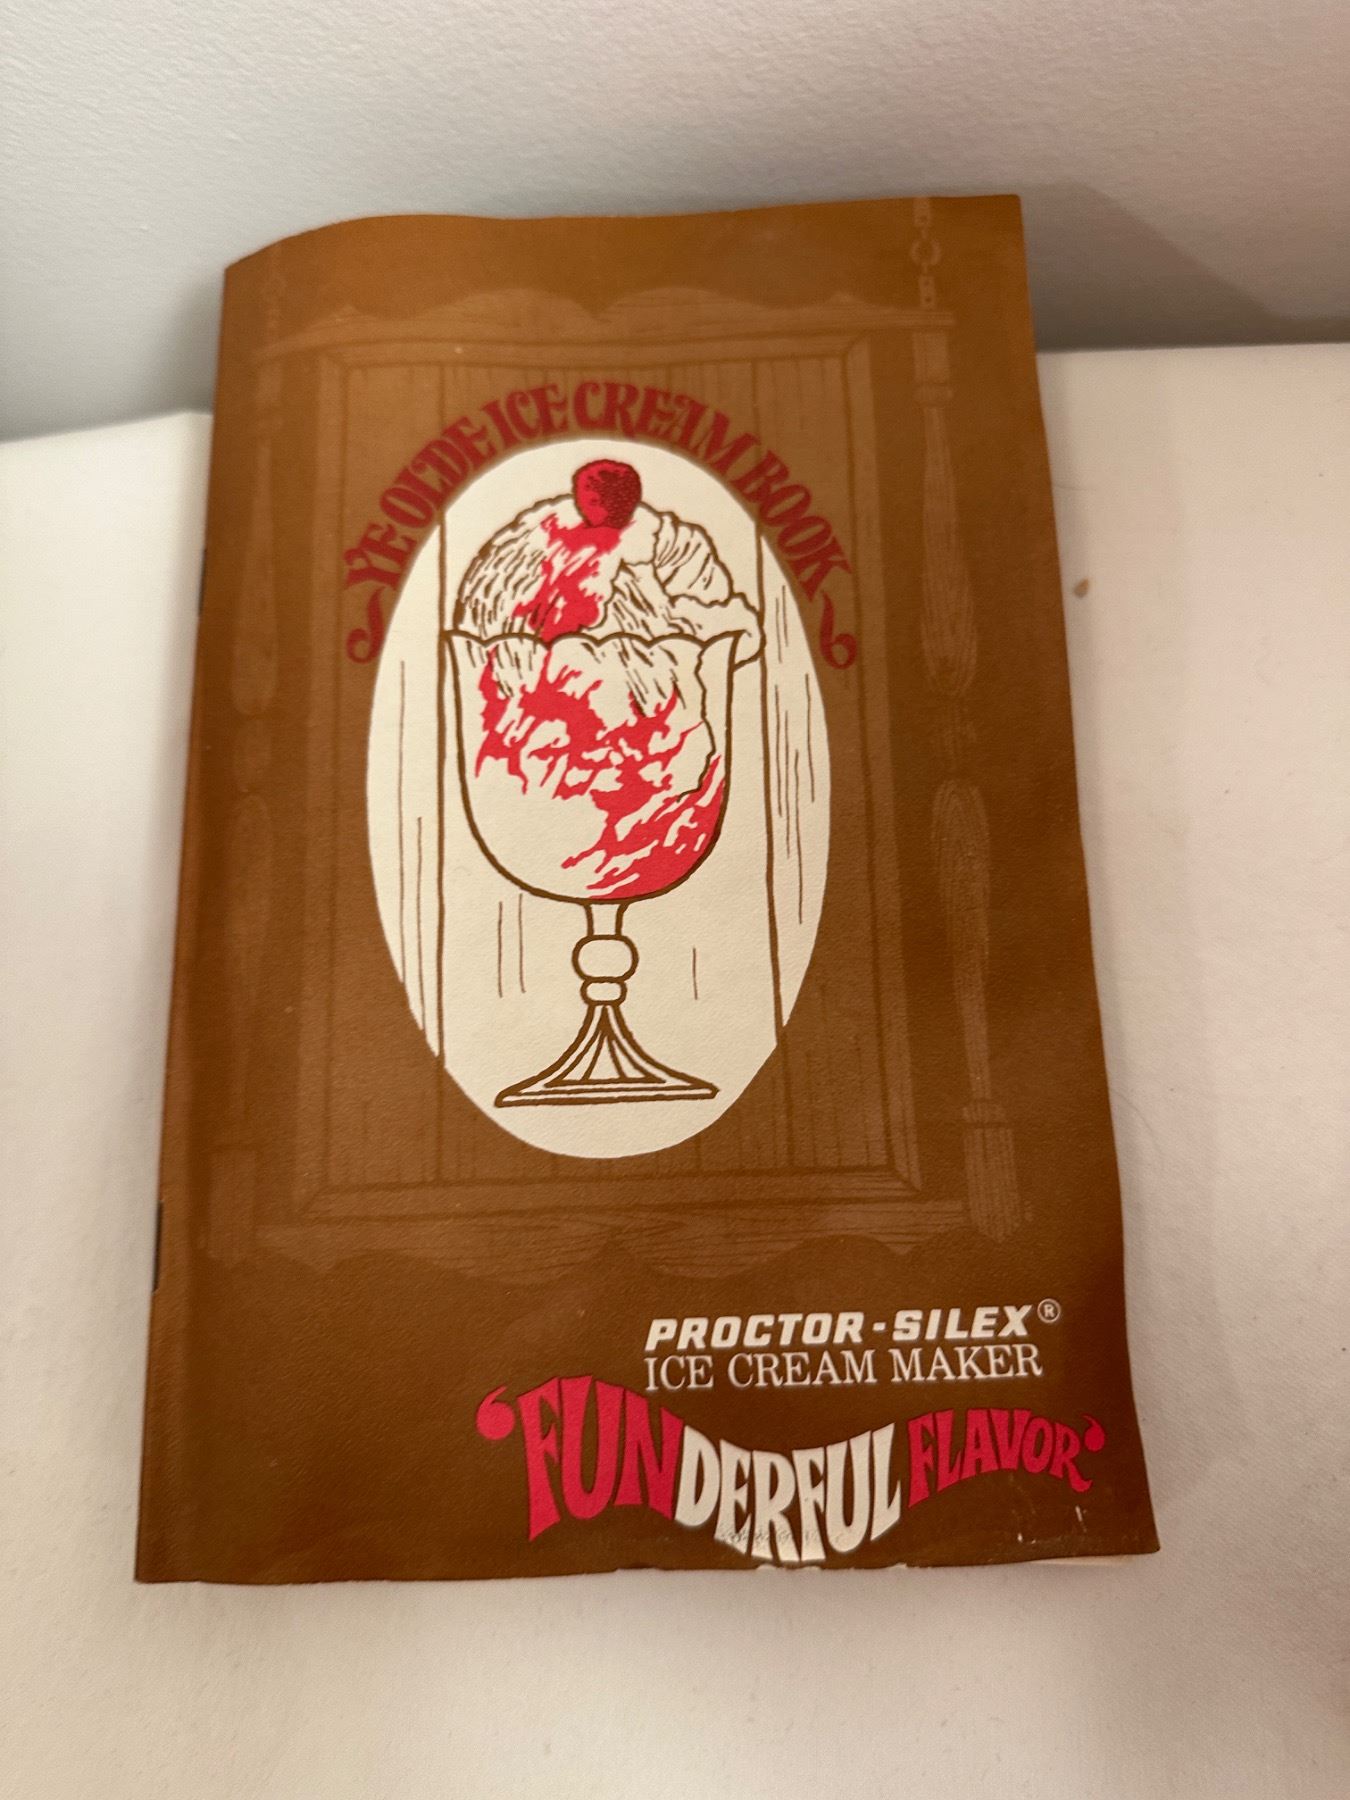 YE OLDE ICE CREAM BOOK
PROCTOR-SILEX®
ICE CREAM MAKER
'FUNDERFUL FLAVOR'